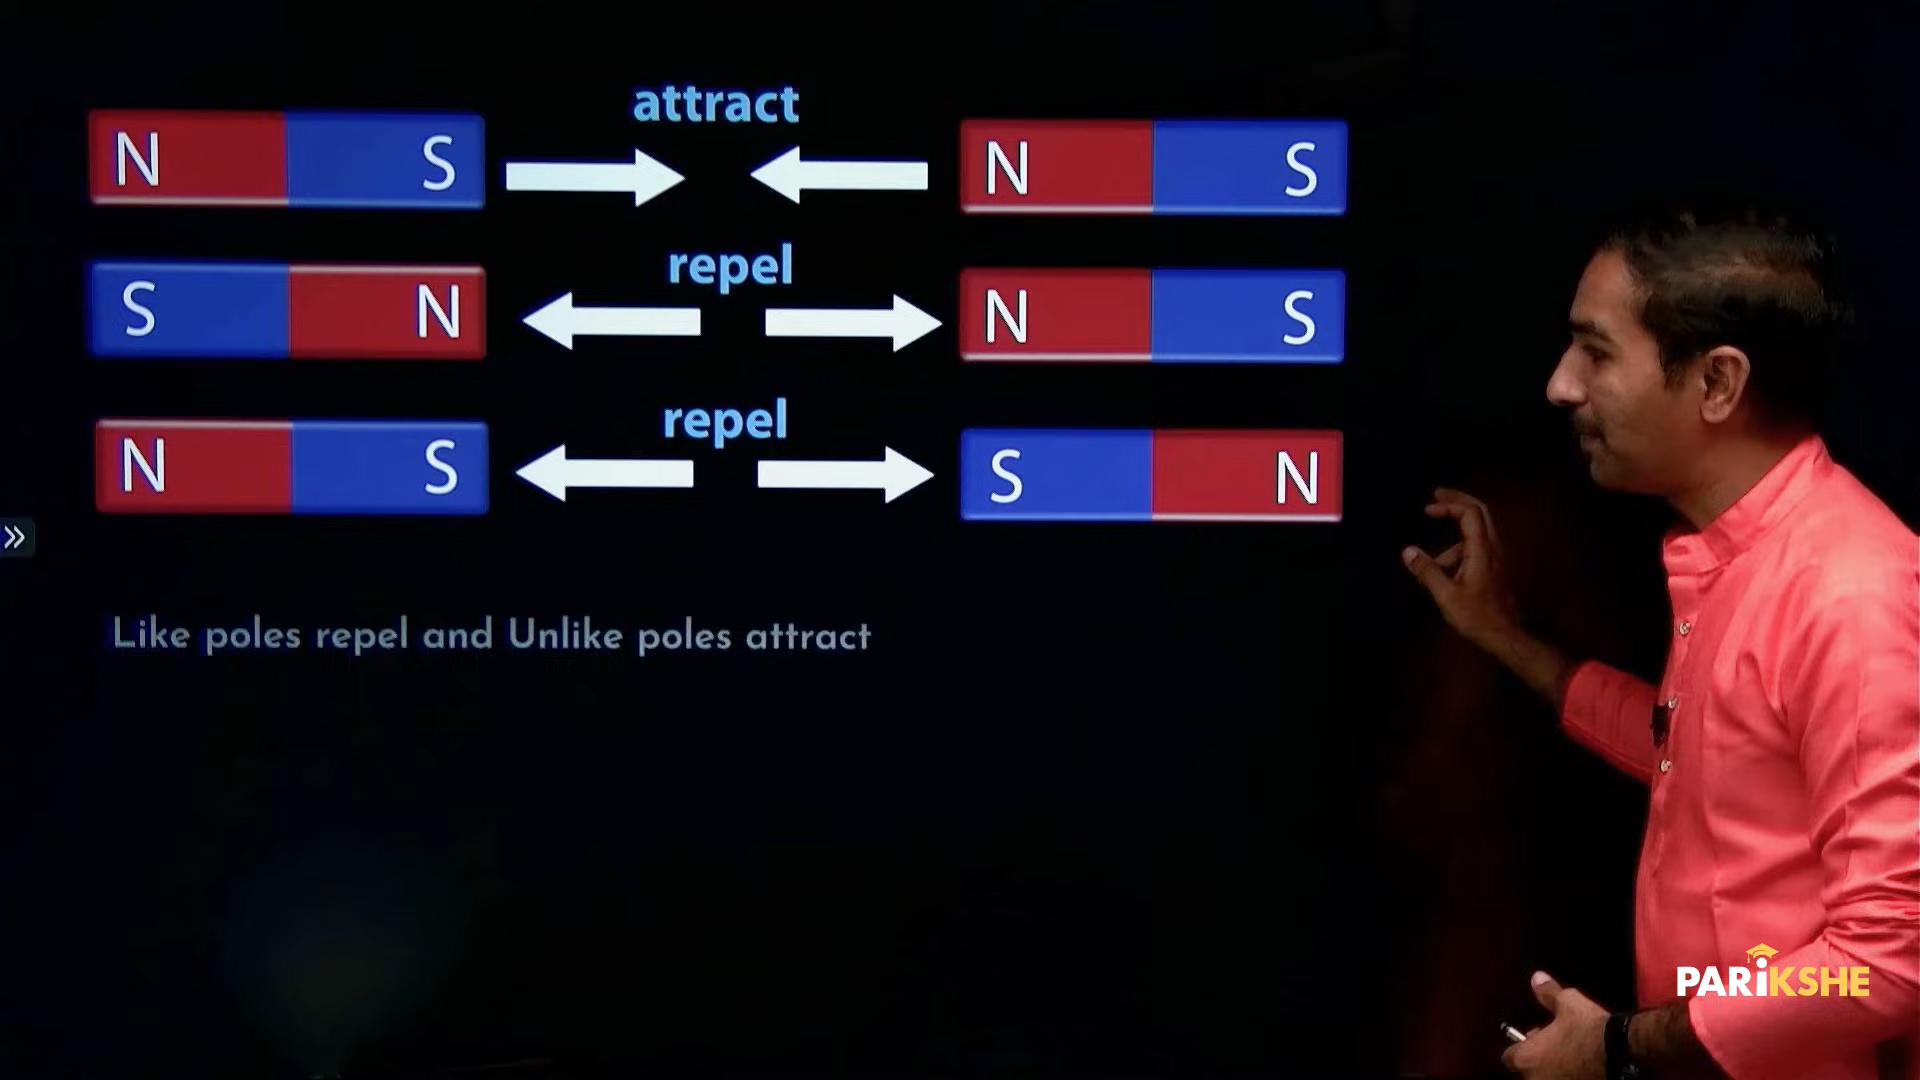 attract
N S N S
repel
S N N S
repel
N S S N
Like poles repel and Unlike poles attract
PARiKSHE